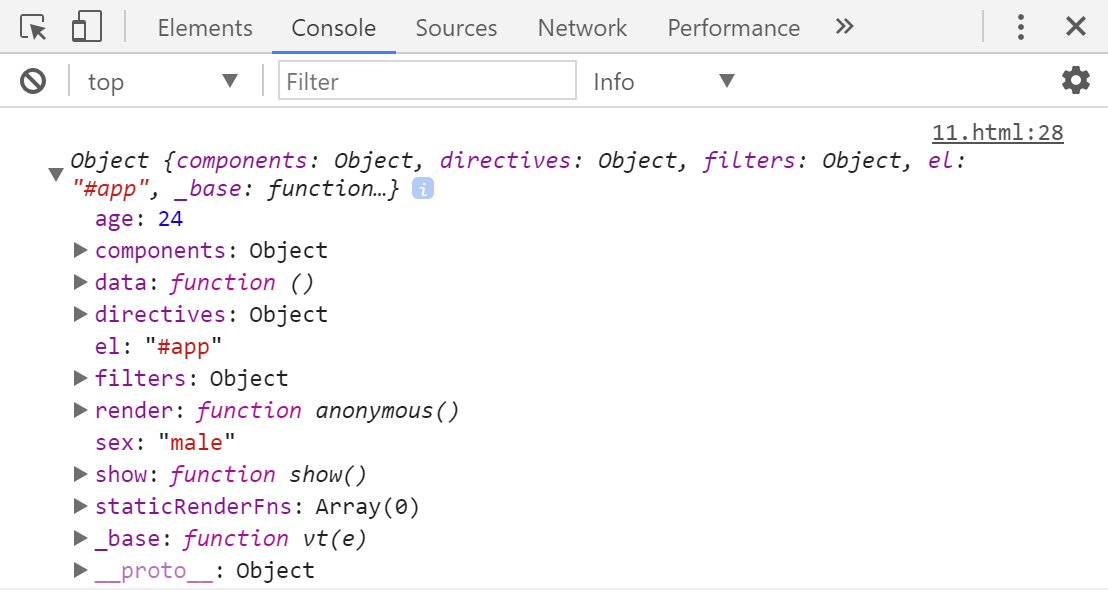 Elements Console Sources Network Performance »
top ▼ Filter Info ▼
11.html:28
▼ Object {components: Object, directives: Object, filters: Object, el:
"#app", _base: function…} i
age: 24
▶ components: Object
▶ data: function ()
▶ directives: Object
el: "#app"
▶ filters: Object
▶ render: function anonymous()
sex: "male"
▶ show: function show()
▶ staticRenderFns: Array(0)
▶ _base: function vt(e)
▶ __proto__: Object